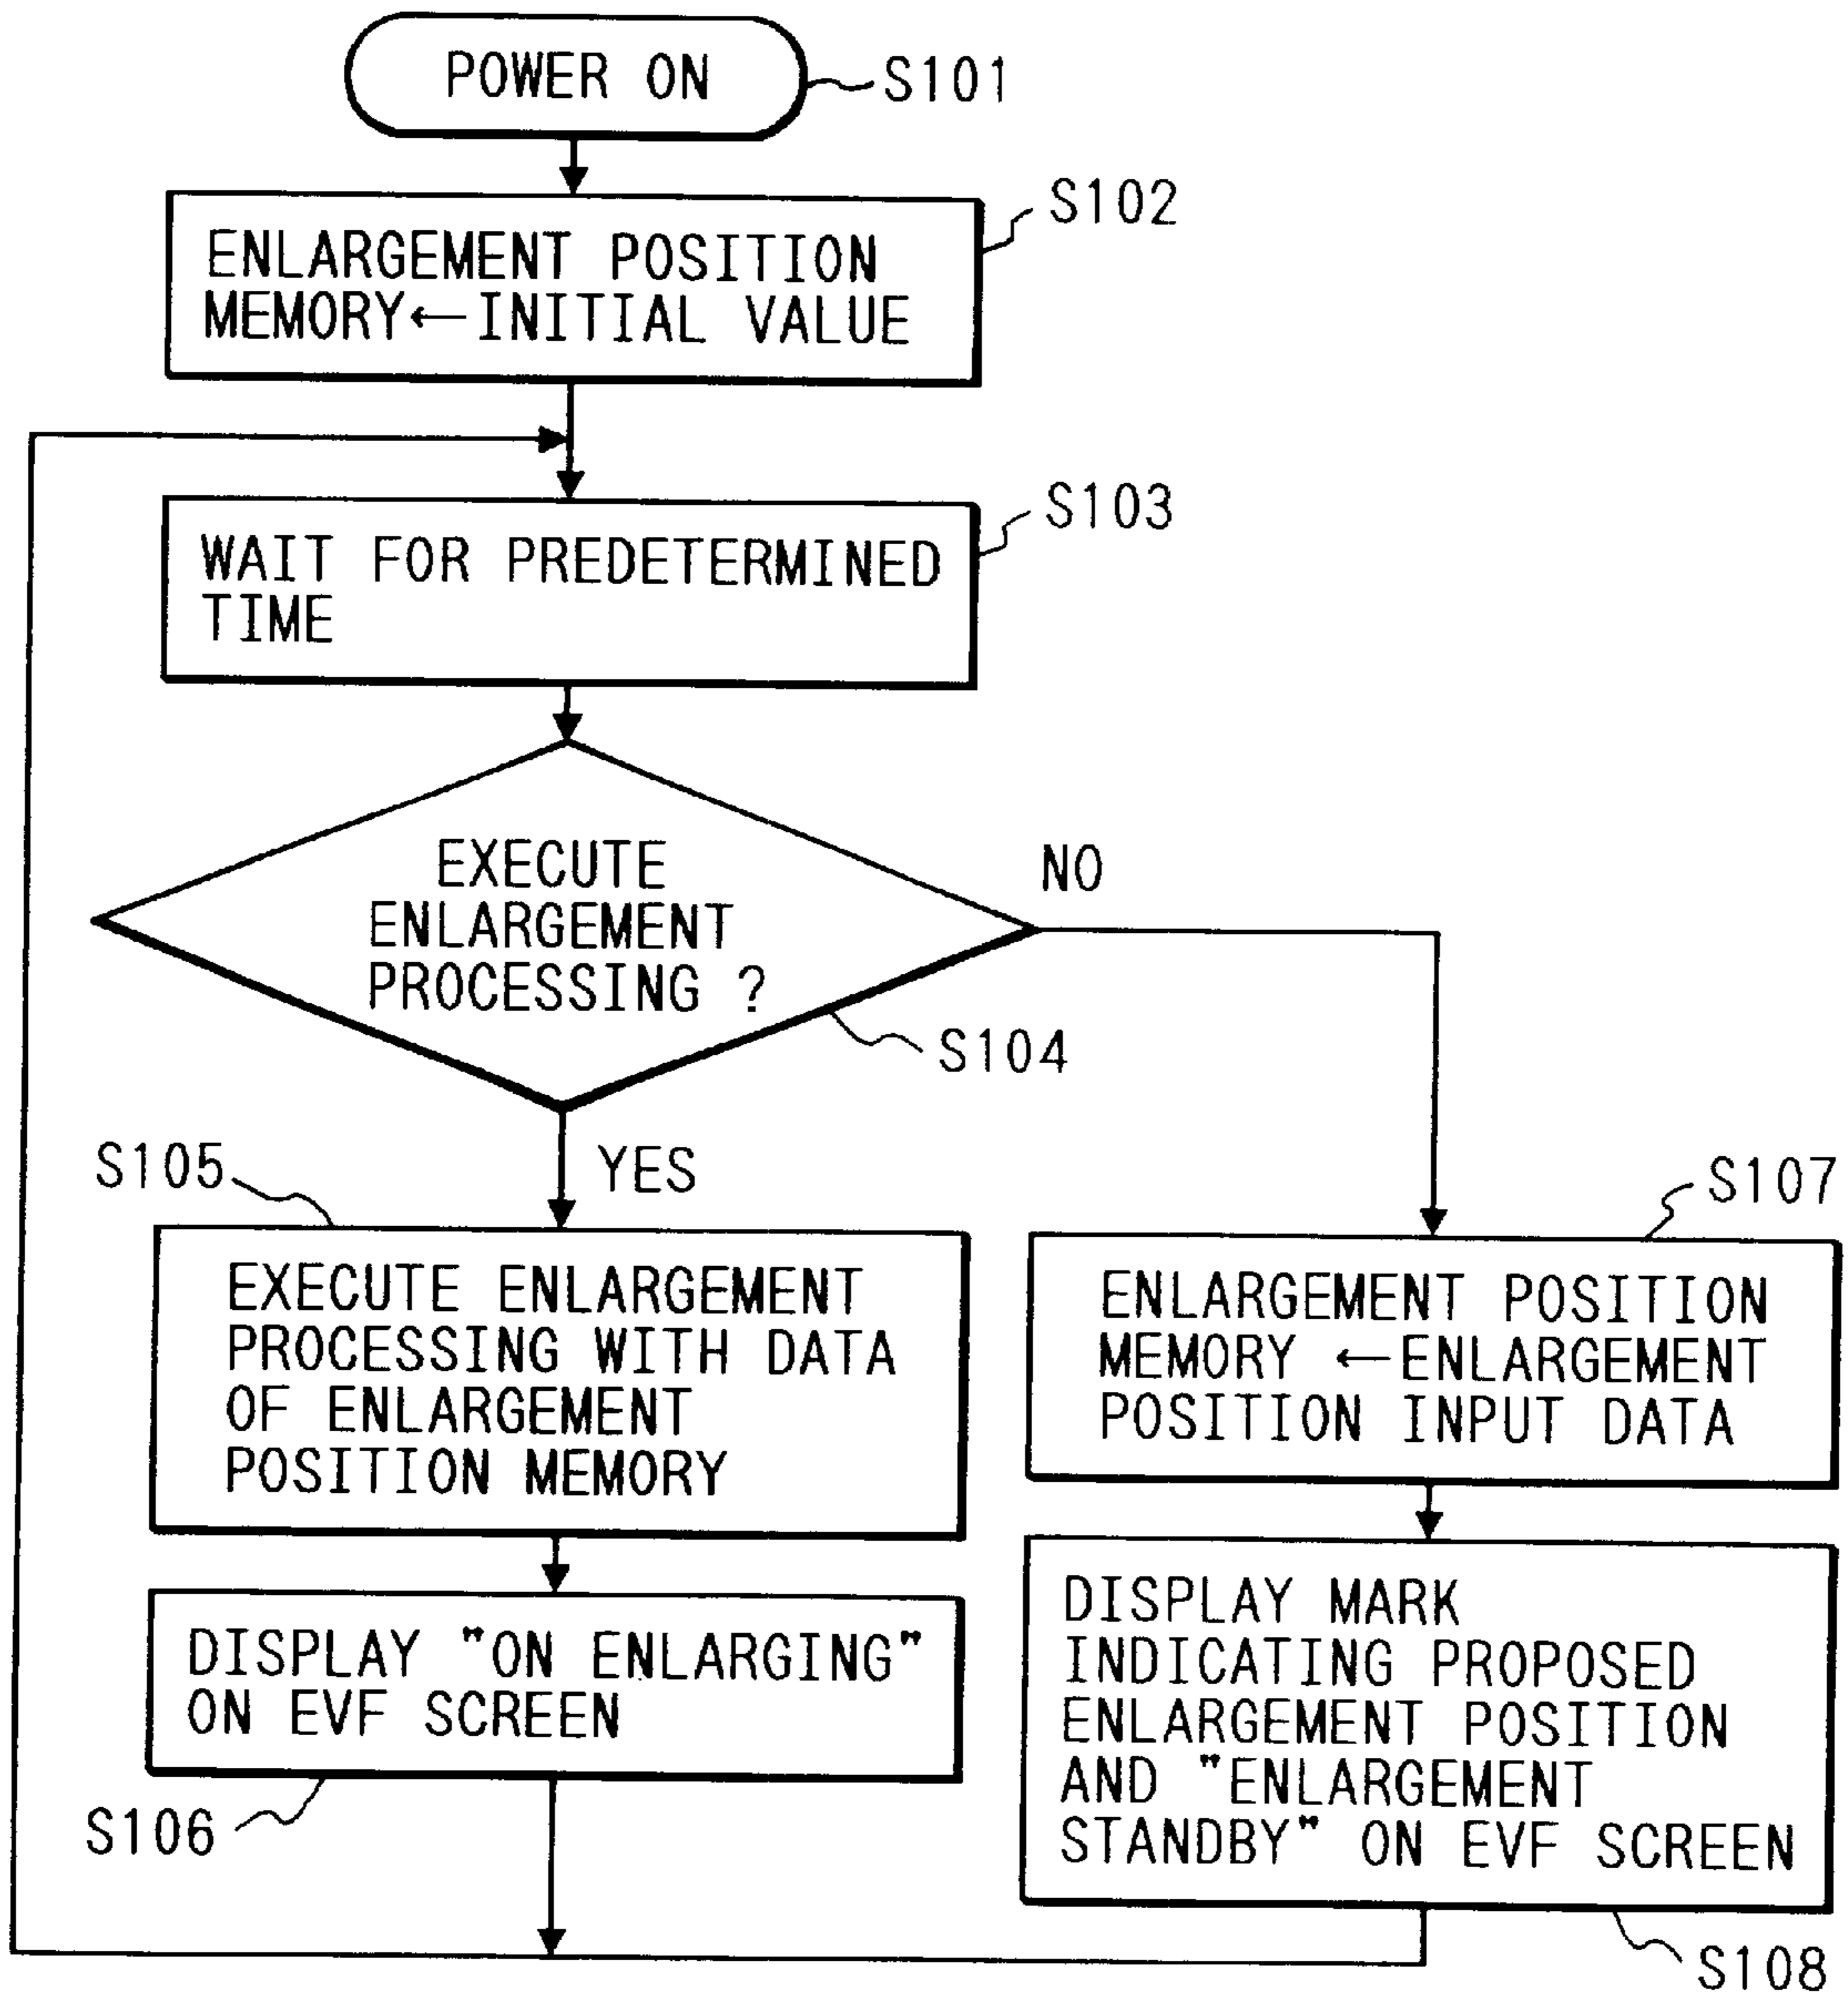 POWER ON
S101
S102
ENLARGEMENT POSITION
MEMORY←INITIAL VALUE
S103
WAIT FOR PREDETERMINED
TIME
EXECUTE
ENLARGEMENT
PROCESSING ?
NO
S104
YES
S105
EXECUTE ENLARGEMENT
PROCESSING WITH DATA
OF ENLARGEMENT
POSITION MEMORY
DISPLAY "ON ENLARGING"
ON EVF SCREEN
S106
S107
ENLARGEMENT POSITION
MEMORY ←ENLARGEMENT
POSITION INPUT DATA
DISPLAY MARK
INDICATING PROPOSED
ENLARGEMENT POSITION
AND "ENLARGEMENT
STANDBY" ON EVF SCREEN
S108